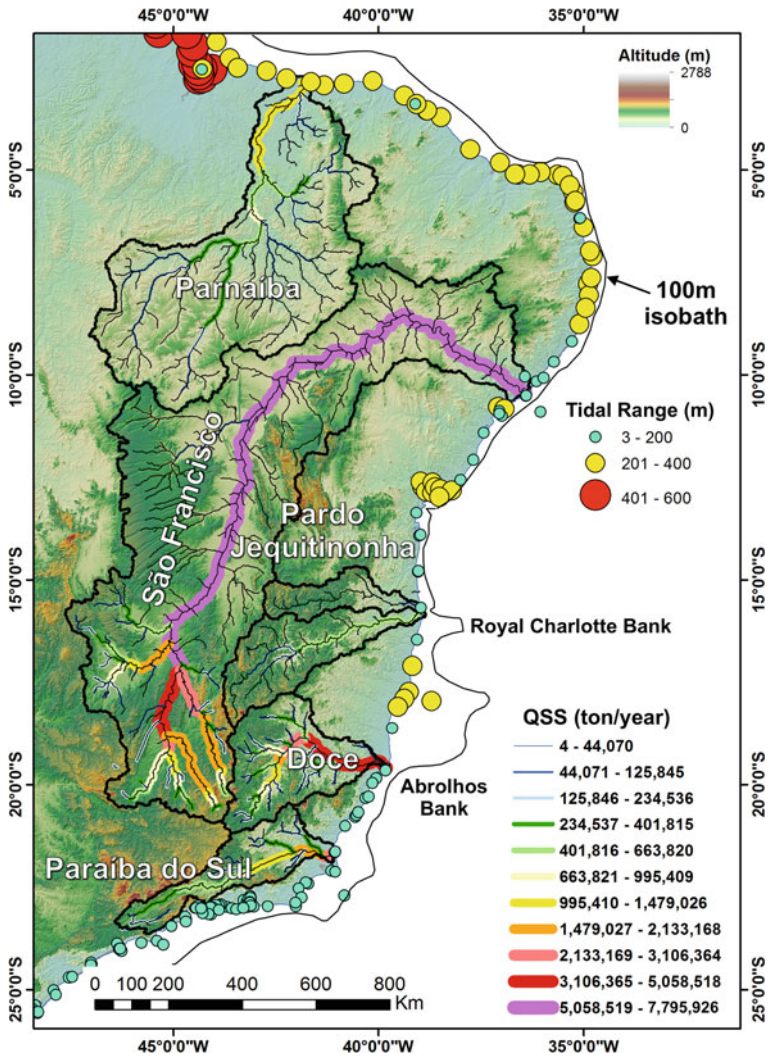 45°0'0"W 40°0'0"W 35°0'0"W
Altitude (m)
2788
0
5°0'0"S
5°0'0"S
Parnaiba
100m
isobath
10°0'0"S
10°0'0"S
Tidal Range (m)
3 - 200
201 - 400
401 - 600
São Francisco
Pardo
Jequitinonha
15°0'0"S
15°0'0"S
Royal Charlotte Bank
QSS (ton/year)
4 - 44,070
44,071 - 125,845
125,846 - 234,536
234,537 - 401,815
401,816 - 663,820
663,821 - 995,409
995,410 - 1,479,026
1,479,027 - 2,133,168
2,133,169 - 3,106,364
3,106,365 - 5,058,518
5,058,519 - 7,795,926
Doce
20°0'0"S
20°0'0"S
Abrolhos
Bank
Paraíba do Sul
25°0'0"S
25°0'0"S
0 100 200 400 600 800
Km
45°0'0"W 40°0'0"W 35°0'0"W